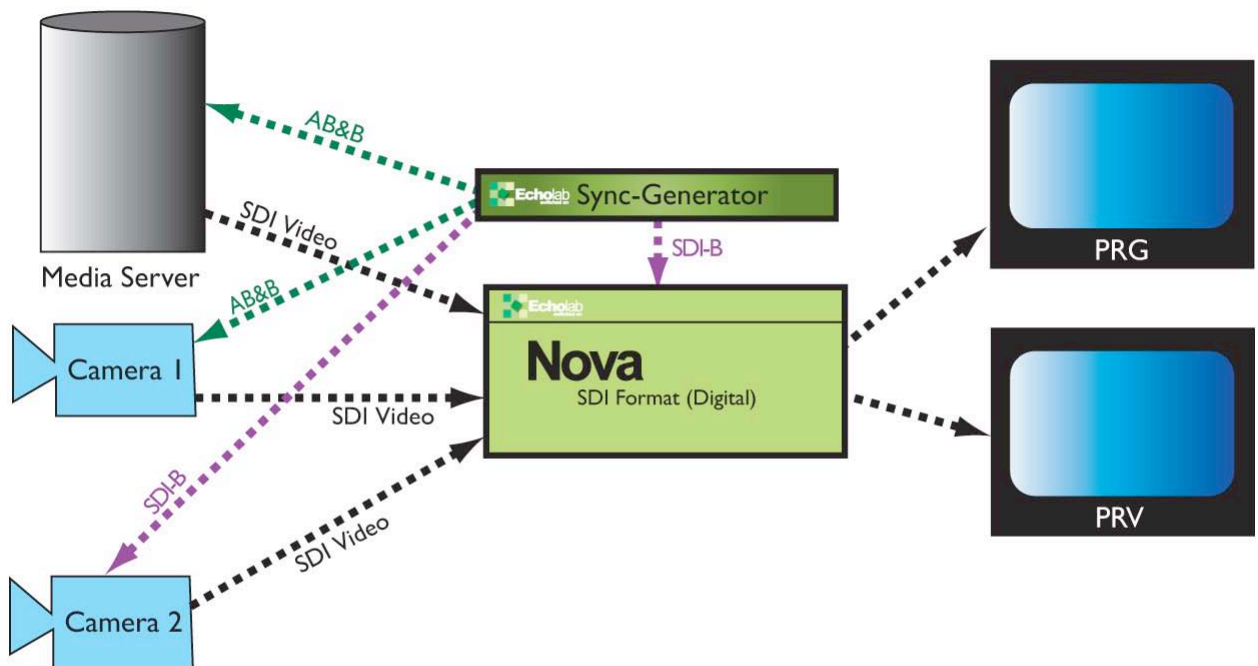 AB&B
Echolab Sync-Generator
SDI Video
SDI-B
PRG
Media Server
AB&B
Echolab
Camera 1
Nova
SDI Format (Digital)
SDI Video
SDI-B
SDI Video
PRV
Camera 2